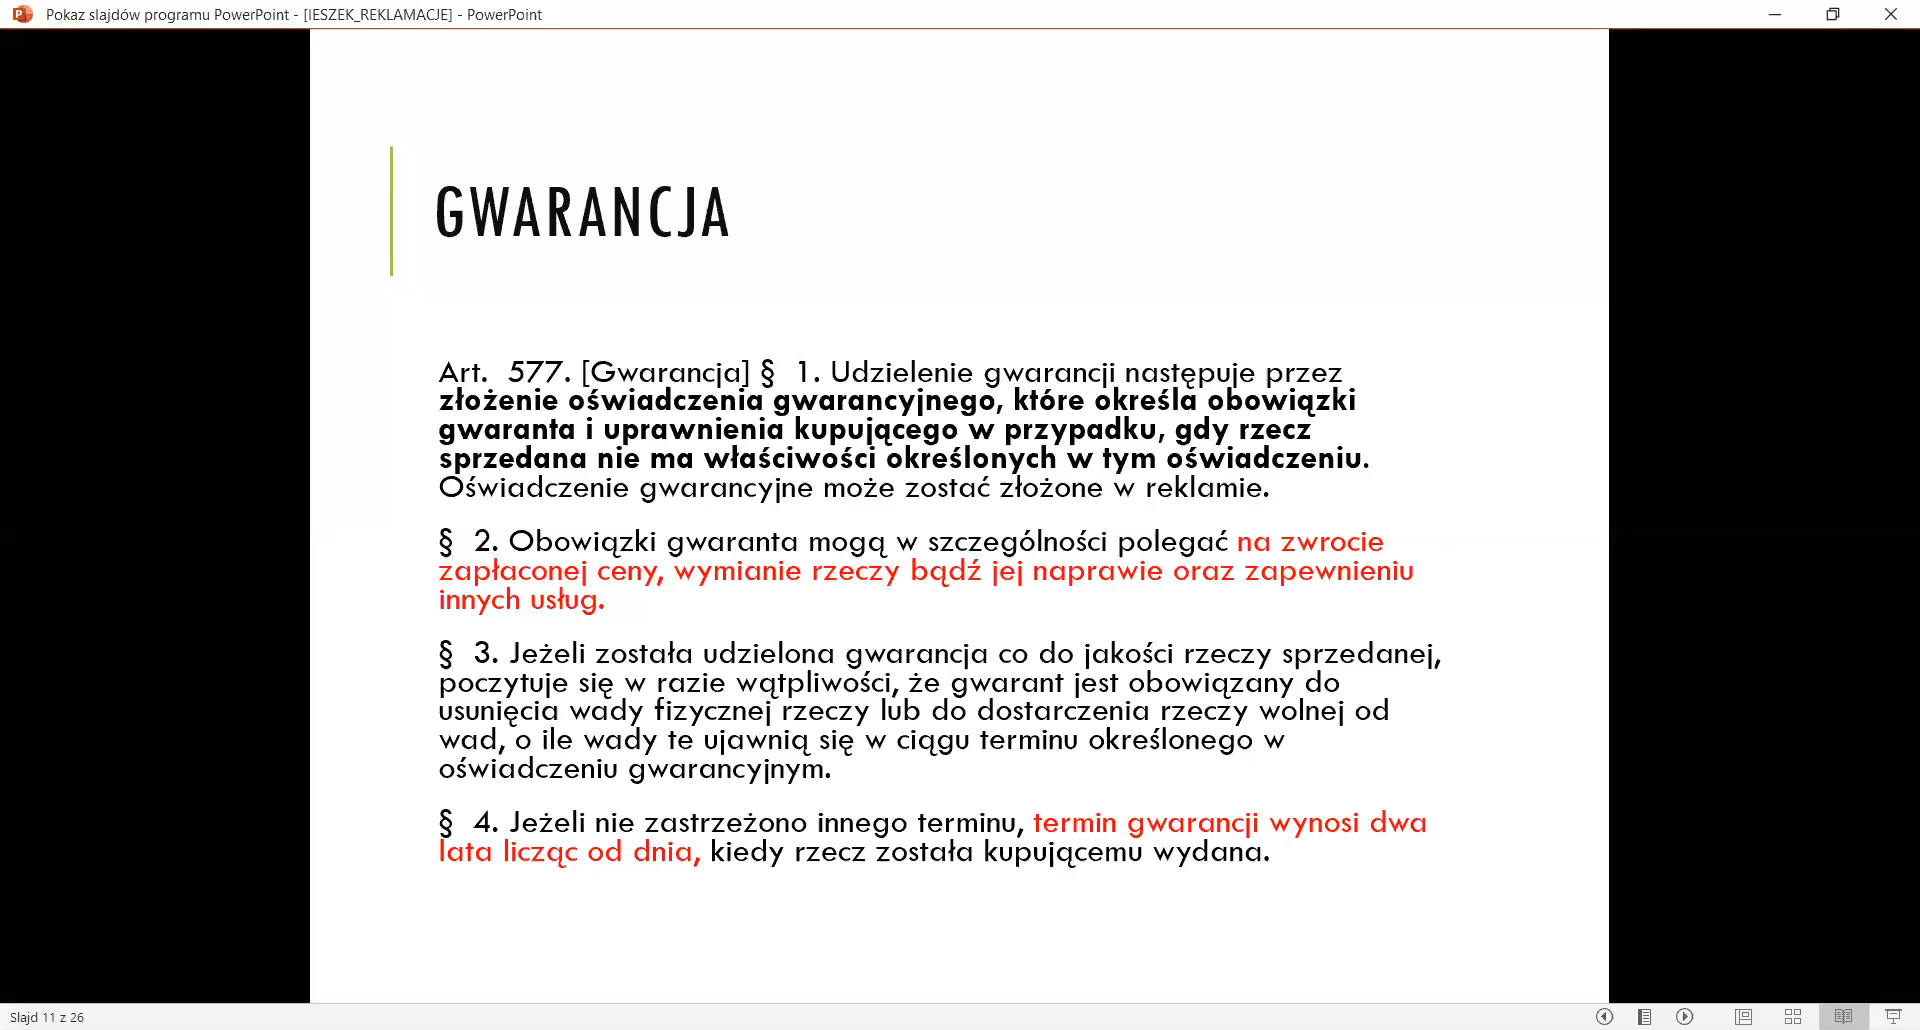 Pokaz slajdów programu PowerPoint - [IESZEK_REKLAMACJE] - PowerPoint
GWARANCJA
Art.  577. [Gwarancja] §  1. Udzielenie gwarancji następuje przez
złożenie oświadczenia gwarancyjnego, które określa obowiązki
gwaranta i uprawnienia kupującego w przypadku, gdy rzecz
sprzedana nie ma właściwości określonych w tym oświadczeniu.
Oświadczenie gwarancyjne może zostać złożone w reklamie.
§  2. Obowiązki gwaranta mogą w szczególności polegać na zwrocie
zapłaconej ceny, wymianie rzeczy bądź jej naprawie oraz zapewnieniu
innych usług.
§  3. Jeżeli została udzielona gwarancja co do jakości rzeczy sprzedanej,
poczytuje się w razie wątpliwości, że gwarant jest obowiązany do
usunięcia wady fizycznej rzeczy lub do dostarczenia rzeczy wolnej od
wad, o ile wady te ujawnią się w ciągu terminu określonego w
oświadczeniu gwarancyjnym.
§  4. Jeżeli nie zastrzeżono innego terminu, termin gwarancji wynosi dwa
lata licząc od dnia, kiedy rzecz została kupującemu wydana.
Slajd 11 z 26